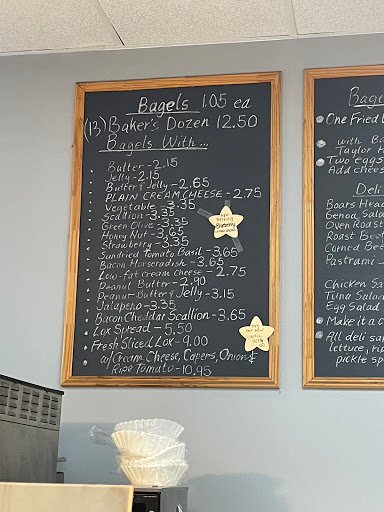 Bagels 1.05 ea
(13) Baker's Dozen 12.50
Bagels With...
Butter - 2.15
Jelly - 2.15
Butter & Jelly - 2.65
PLAIN CREAM CHEESE - 2.75
Vegetable - 3.35
Scallion - 3.35
Green Olive - 3.35
Honey Nut - 3.65
Strawberry - 3.35
Sundried Tomato Basil - 3.65
Bacon Horseradish - 3.65
Low-fat cream cheese - 2.75
Peanut Butter - 2.90
Peanut Butter & Jelly - 3.15
Jalapeno - 3.35
Bacon Cheddar Scallion - 3.65
Lox Spread - 5.50
Fresh Sliced Lox - 9.00
w/ Cream Cheese, Capers, Onion &
Ripe Tomato - 10.95
Blueberry
One Fried
with
Taylor H
Two eggs
Add chees
Deli
Boars Head
Genoa Sala
Oven Roast
Roast Beef
Corned Bee
Pastrami
Chicken Sa
Tuna Salad
Egg Salad
Make it a c
All deli sa
lettuce,
pickle sp